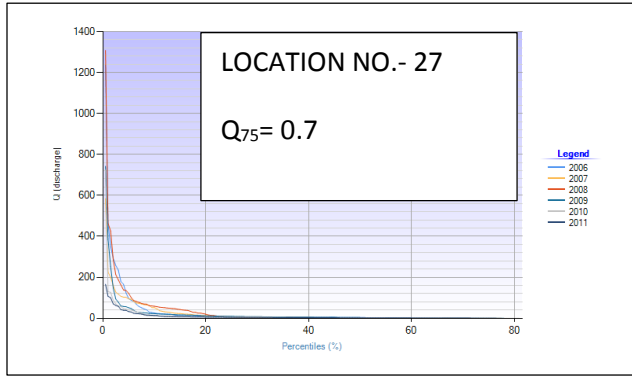 1400
1200
1000
800
600
400
200
0
Q (discharge)
LOCATION NO.- 27
Q₇₅= 0.7
0 20 40 60 80
Percentiles (%)
Legend
2006
2007
2008
2009
2010
2011